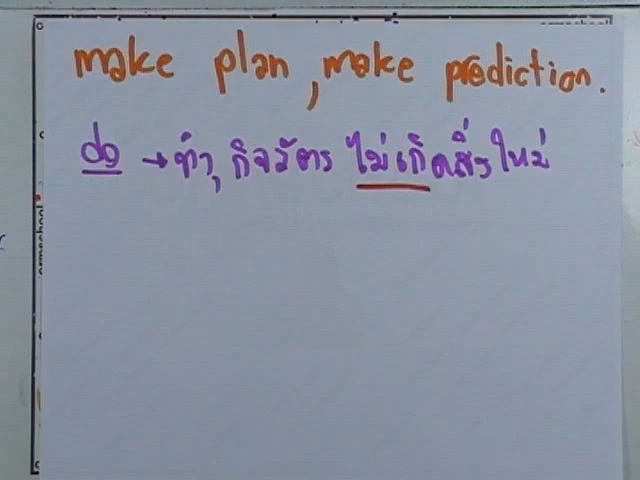 make plan, make prediction.
do → ทำ, กิจวัตร ไม่เกิดสิ่งใหม่
ormschool